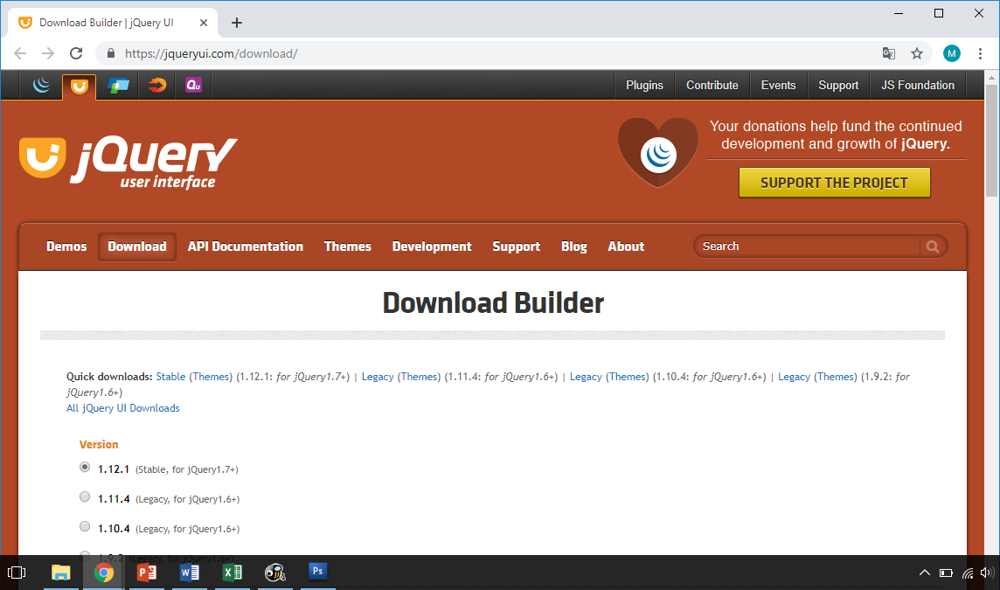 Download Builder | jQuery UI
https://jqueryui.com/download/
M
Qu
Plugins
Contribute
Events
Support
JS Foundation
jQuery
user interface
Your donations help fund the continued
development and growth of jQuery.
SUPPORT THE PROJECT
Demos
Download
API Documentation
Themes
Development
Support
Blog
About
Search
Download Builder
Quick downloads: Stable (Themes) (1.12.1: for jQuery1.7+) | Legacy (Themes) (1.11.4: for jQuery1.6+) | Legacy (Themes) (1.10.4: for jQuery1.6+) | Legacy (Themes) (1.9.2: for
jQuery1.6+)
All jQuery UI Downloads
Version
1.12.1 (Stable, for jQuery1.7+)
1.11.4 (Legacy, for jQuery1.6+)
1.10.4 (Legacy, for jQuery1.6+)
1.9.2 (Legacy, for jQuery1.6+)
P
W
X
Ps